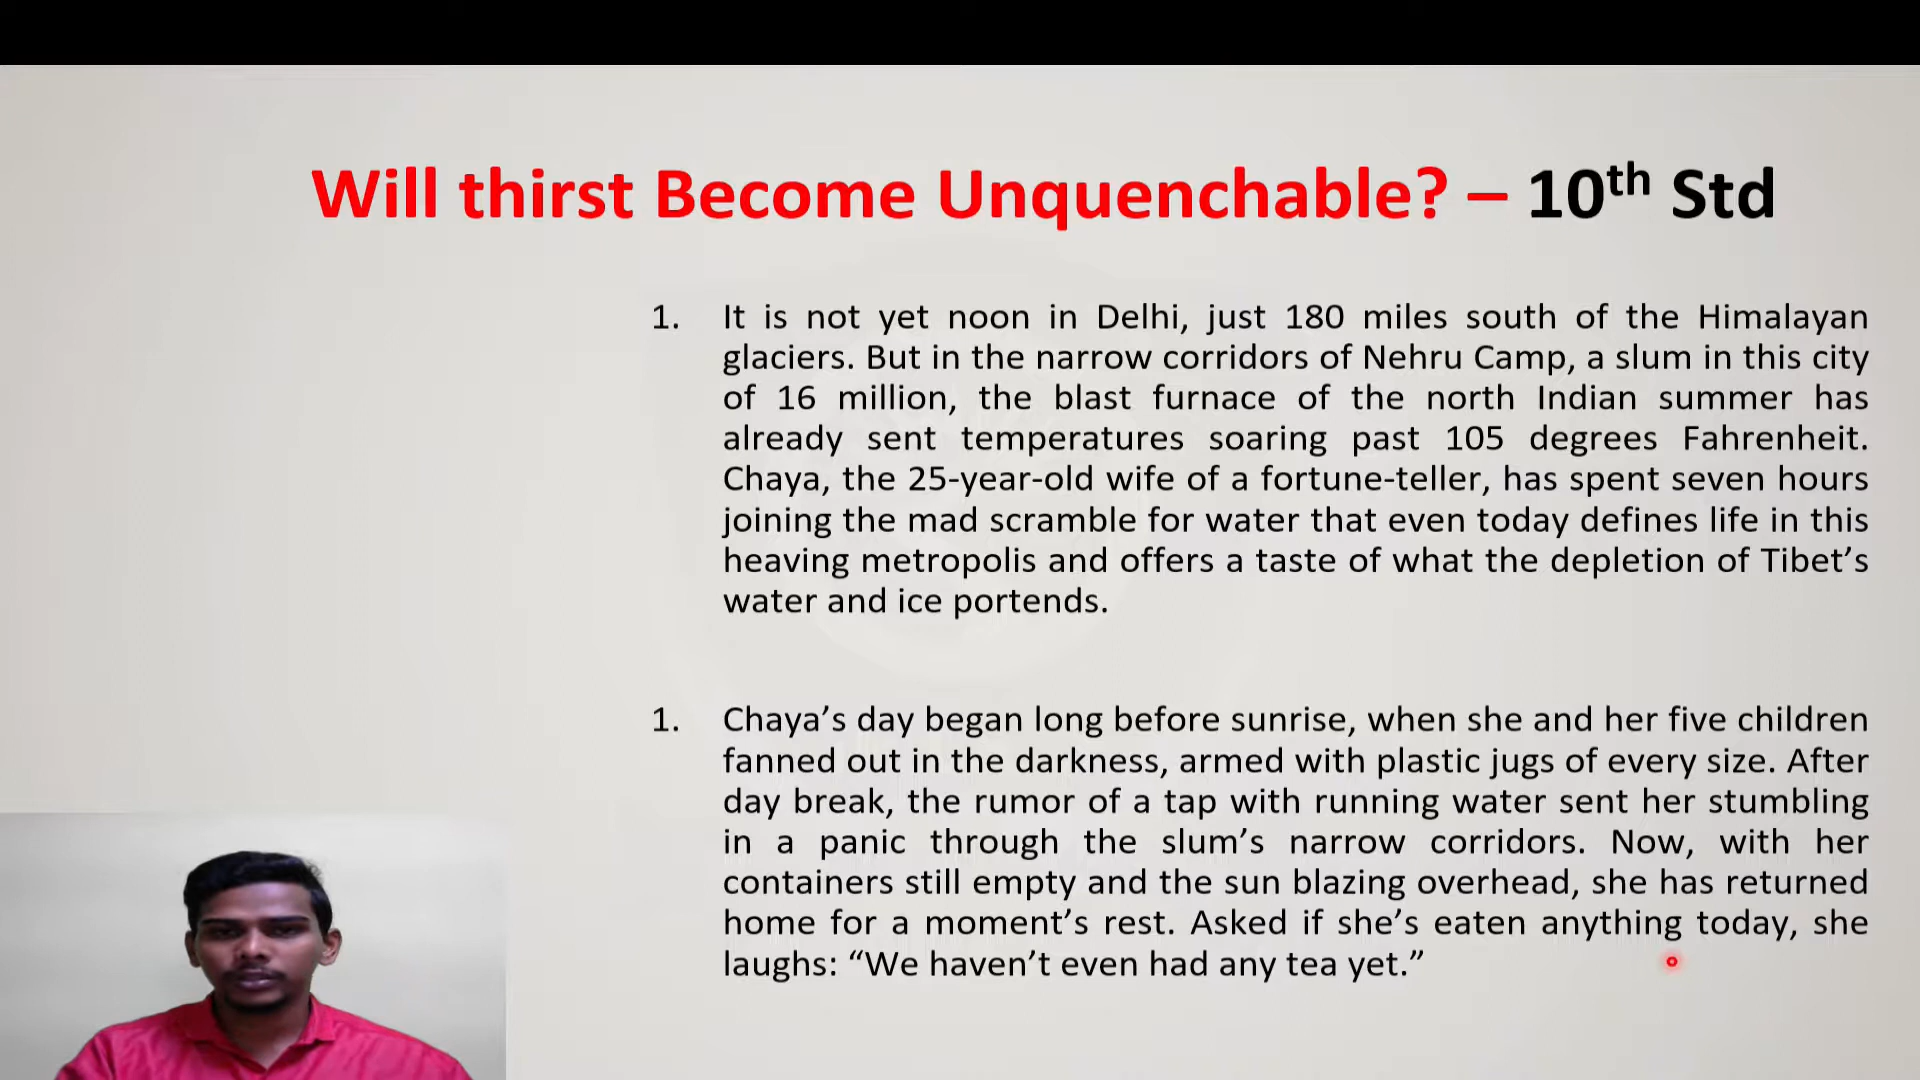 Will thirst Become Unquenchable? – 10th Std
1. It is not yet noon in Delhi, just 180 miles south of the Himalayan
glaciers. But in the narrow corridors of Nehru Camp, a slum in this city
of 16 million, the blast furnace of the north Indian summer has
already sent temperatures soaring past 105 degrees Fahrenheit.
Chaya, the 25-year-old wife of a fortune-teller, has spent seven hours
joining the mad scramble for water that even today defines life in this
heaving metropolis and offers a taste of what the depletion of Tibet’s
water and ice portends.
1. Chaya’s day began long before sunrise, when she and her five children
fanned out in the darkness, armed with plastic jugs of every size. After
day break, the rumor of a tap with running water sent her stumbling
in a panic through the slum’s narrow corridors. Now, with her
containers still empty and the sun blazing overhead, she has returned
home for a moment’s rest. Asked if she’s eaten anything today, she
laughs: “We haven’t even had any tea yet.”